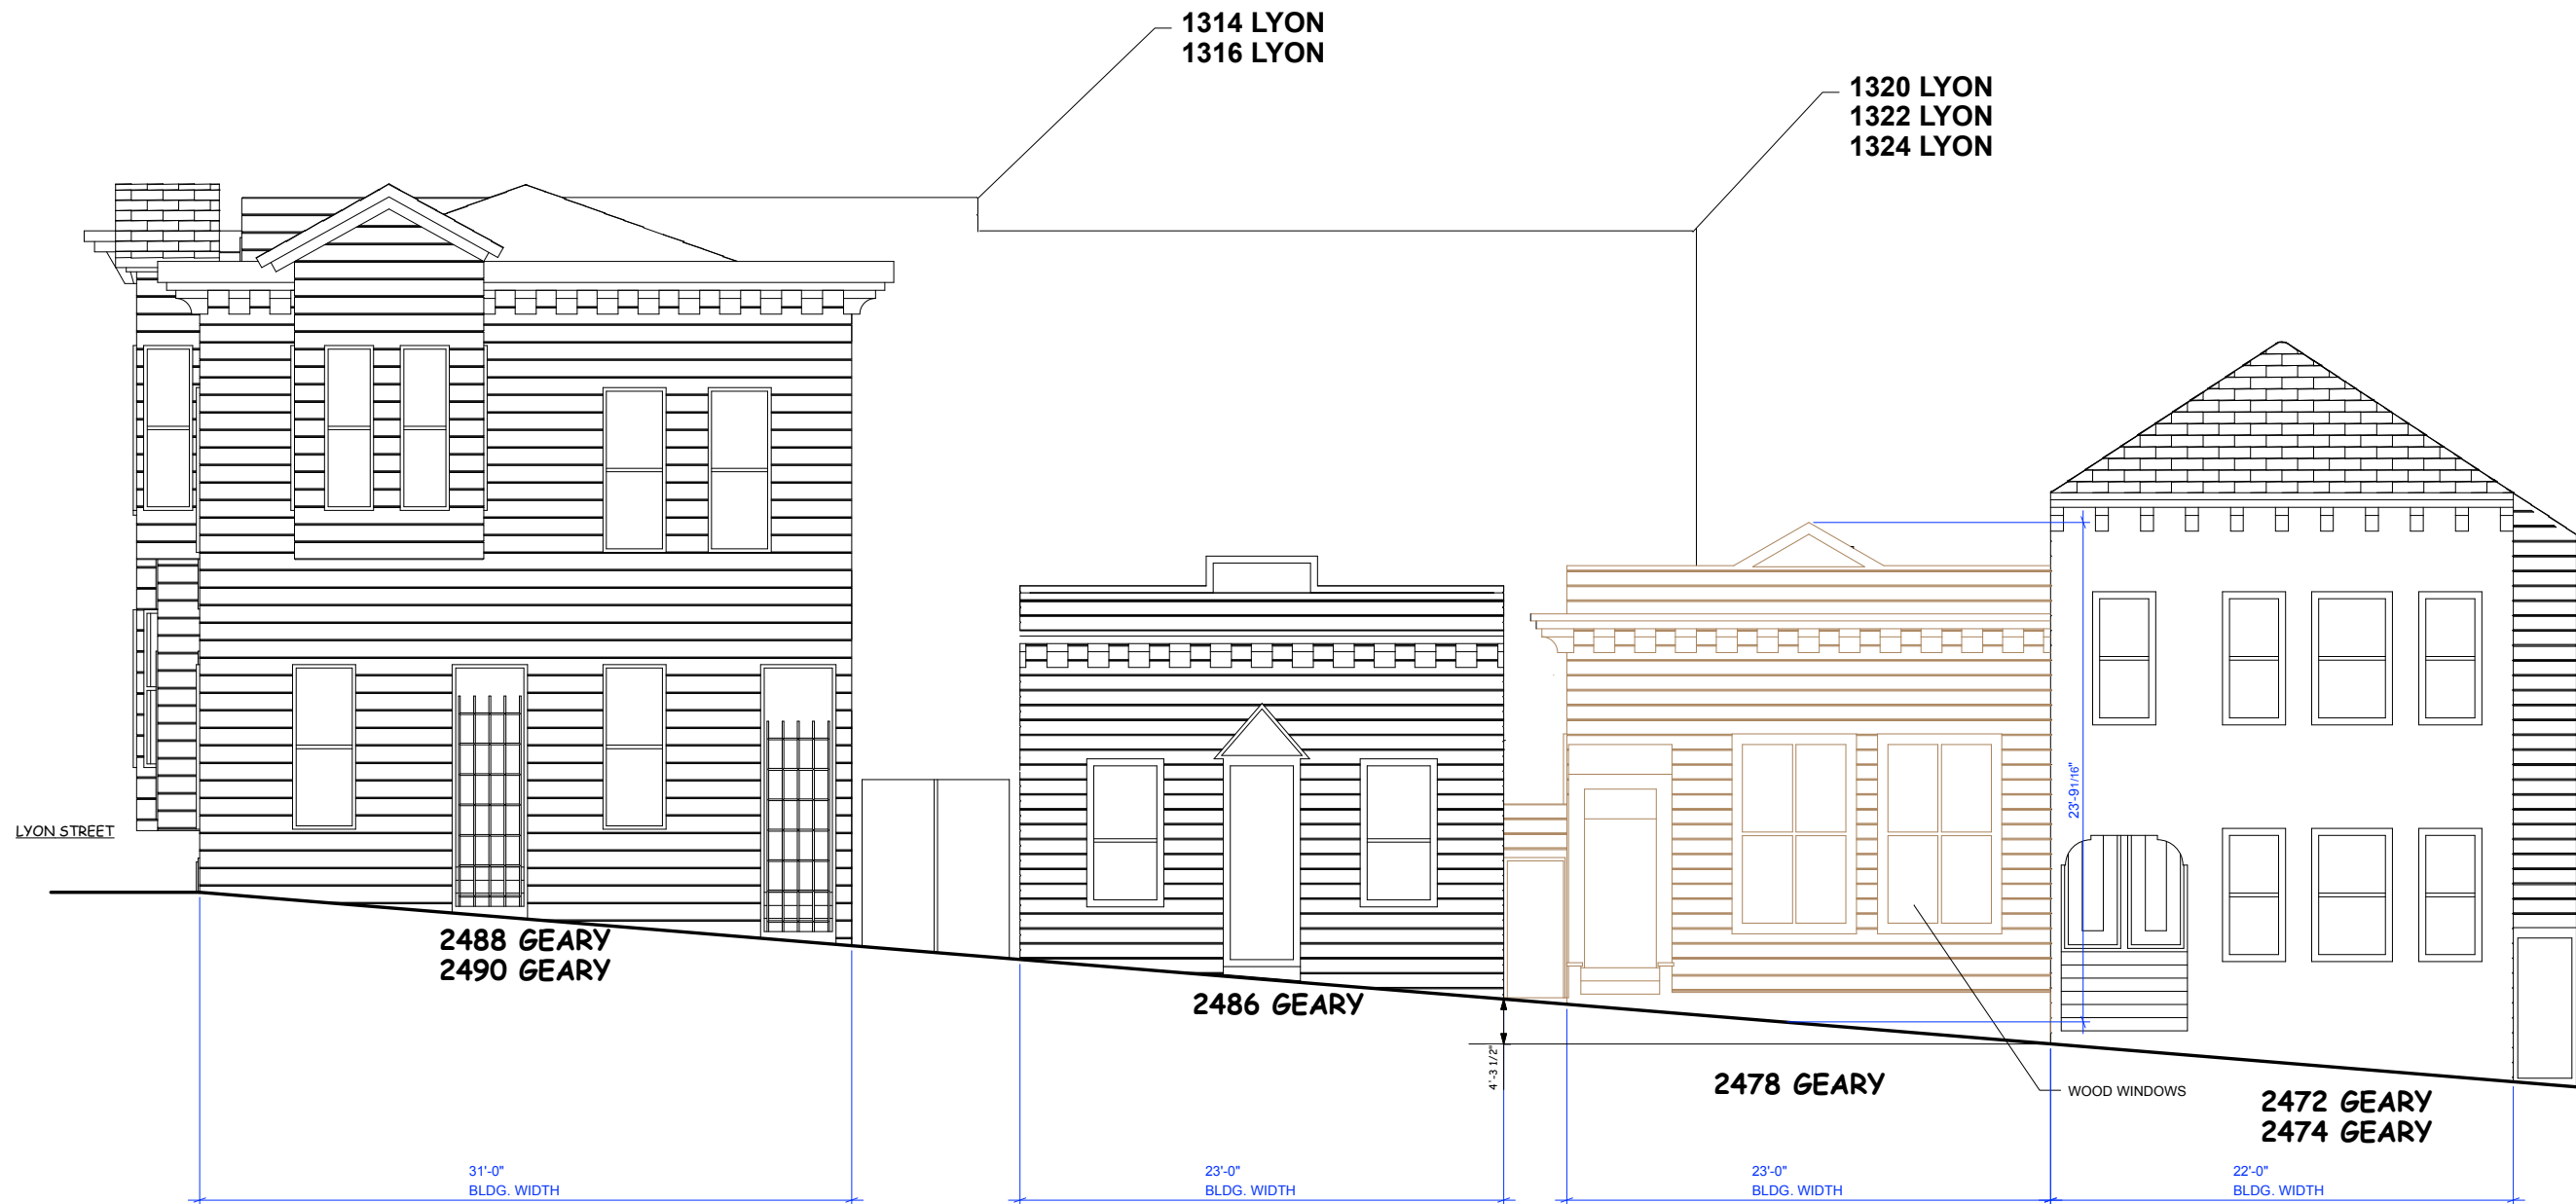 1314 LYON
1316 LYON
1320 LYON
1322 LYON
1324 LYON
23'-9 1/16"
LYON STREET
2488 GEARY
2490 GEARY
2486 GEARY
4'-3 1/2"
2478 GEARY
WOOD WINDOWS
2472 GEARY
2474 GEARY
31'-0"
BLDG. WIDTH
23'-0"
BLDG. WIDTH
23'-0"
BLDG. WIDTH
22'-0"
BLDG. WIDTH